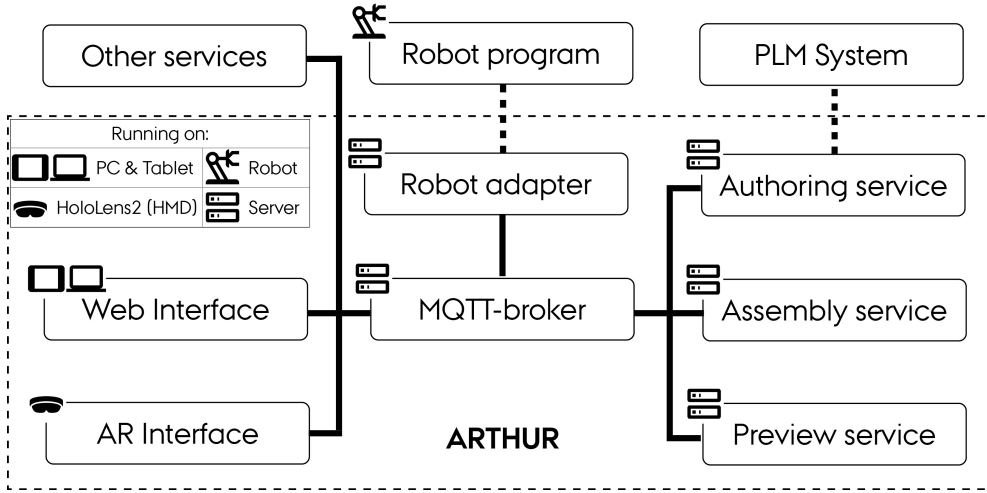 Other services
Robot program
PLM System
Running on:
PC & Tablet
Robot
HoloLens2 (HMD)
Server
Robot adapter
Authoring service
Web Interface
MQTT-broker
Assembly service
AR Interface
ARTHUR
Preview service